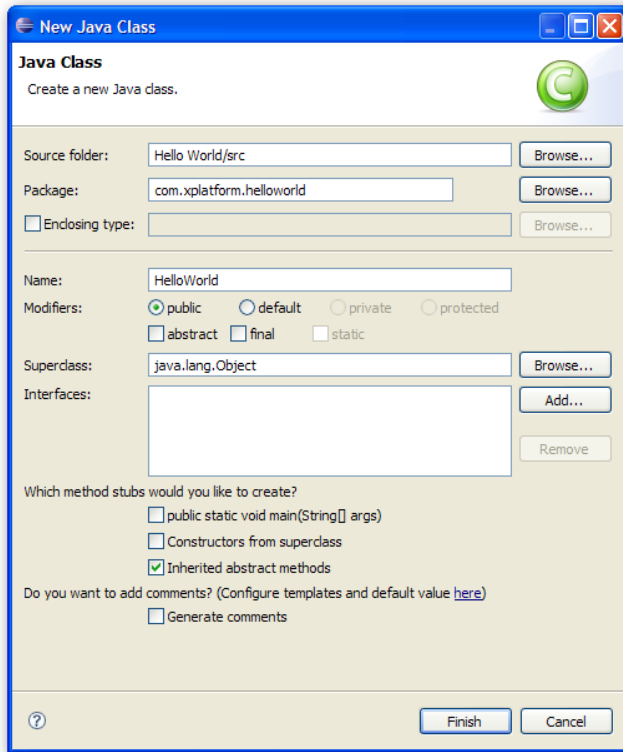 New Java Class
Java Class
Create a new Java class.
C
Source folder: Hello World/src Browse...
Package: com.xplatform.helloworld Browse...
Enclosing type: Browse...
Name: HelloWorld
Modifiers: public default private protected
abstract final static
Superclass: java.lang.Object Browse...
Interfaces: Add...
Remove
Which method stubs would you like to create?
public static void main(String[] args)
Constructors from superclass
Inherited abstract methods
Do you want to add comments? (Configure templates and default value here)
Generate comments
? Finish Cancel